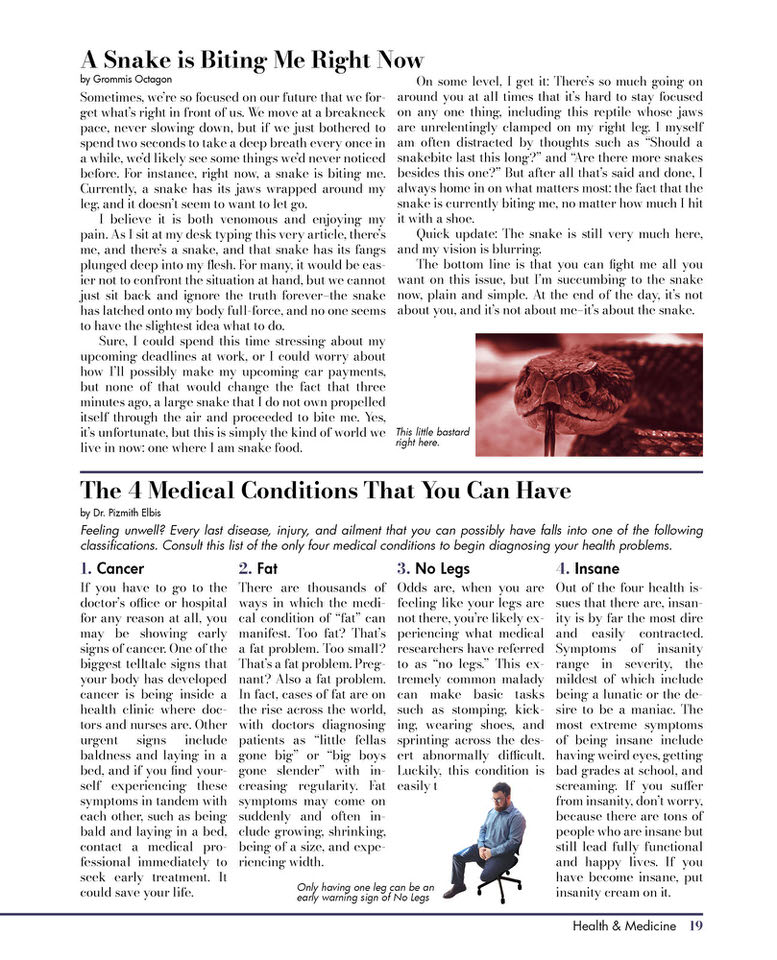 A Snake is Biting Me Right Now
by Grommis Octagon
Sometimes, we're so focused on our future that we for-
get what's right in front of us. We move at a breakneck
pace, never slowing down, but if we just bothered to
spend two seconds to take a deep breath every once in
a while, we'd likely see some things we'd never noticed
before. For instance, right now, a snake is biting me.
Currently, a snake has its jaws wrapped around my
leg, and it doesn't seem to want to let go.
I believe it is both venomous and enjoying my
pain. As I sit at my desk typing this very article, there's
me, and there's a snake, and that snake has its fangs
plunged deep into my flesh. For many, it would be eas-
ier not to confront the situation at hand, but we cannot
just sit back and ignore the truth forever–the snake
has latched onto my body full-force, and no one seems
to have the slightest idea what to do.
Sure, I could spend this time stressing about my
upcoming deadlines at work, or I could worry about
how I'll possibly make my upcoming car payments,
but none of that would change the fact that three
minutes ago, a large snake that I do not own propelled
itself through the air and proceeded to bite me. Yes,
it's unfortunate, but this is simply the kind of world we
live in now: one where I am snake food.
On some level, I get it: There's so much going on
around you at all times that it's hard to stay focused
on any one thing, including this reptile whose jaws
are unrelentingly clamped on my right leg. I myself
am often distracted by thoughts such as “Should a
snakebite last this long?” and “Are there more snakes
besides this one?” But after all that's said and done, I
always home in on what matters most: the fact that the
snake is currently biting me, no matter how much I hit
it with a shoe.
Quick update: The snake is still very much here,
and my vision is blurring.
The bottom line is that you can fight me all you
want on this issue, but I'm succumbing to the snake
now, plain and simple. At the end of the day, it's not
about you, and it's not about me–it's about the snake.
This little bastard
right here.
The 4 Medical Conditions That You Can Have
by Dr. Pizmith Elbis
Feeling unwell? Every last disease, injury, and ailment that you can possibly have falls into one of the following
classifications. Consult this list of the only four medical conditions to begin diagnosing your health problems.
1. Cancer
If you have to go to the
doctor's office or hospital
for any reason at all, you
may be showing early
signs of cancer. One of the
biggest telltale signs that
your body has developed
cancer is being inside a
health clinic where doc-
tors and nurses are. Other
urgent signs include
baldness and laying in a
bed, and if you find your-
self experiencing these
symptoms in tandem with
each other, such as being
bald and laying in a bed,
contact a medical pro-
fessional immediately to
seek early treatment. It
could save your life.
2. Fat
There are thousands of
ways in which the medi-
cal condition of “fat” can
manifest. Too fat? That's
a fat problem. Too small?
That's a fat problem. Preg-
nant? Also a fat problem.
In fact, cases of fat are on
the rise across the world,
with doctors diagnosing
patients as “little fellas
gone big” or “big boys
gone slender” with in-
creasing regularity. Fat
symptoms may come on
suddenly and often in-
clude growing, shrinking,
being of a size, and expe-
riencing width.
3. No Legs
Odds are, when you are
feeling like your legs are
not there, you're likely ex-
periencing what medical
researchers have referred
to as “no legs.” This ex-
tremely common malady
can make basic tasks
such as stomping, kick-
ing, wearing shoes, and
sprinting across the des-
ert abnormally difficult.
Luckily, this condition is
easily t
Only having one leg can be an
early warning sign of No Legs
4. Insane
Out of the four health is-
sues that there are, insan-
ity is by far the most dire
and easily contracted.
Symptoms of insanity
range in severity, the
mildest of which include
being a lunatic or the de-
sire to be a maniac. The
most extreme symptoms
of being insane include
having weird eyes, getting
bad grades at school, and
screaming. If you suffer
from insanity, don't worry,
because there are tons of
people who are insane but
still lead fully functional
and happy lives. If you
have become insane, put
insanity cream on it.
Health & Medicine 19